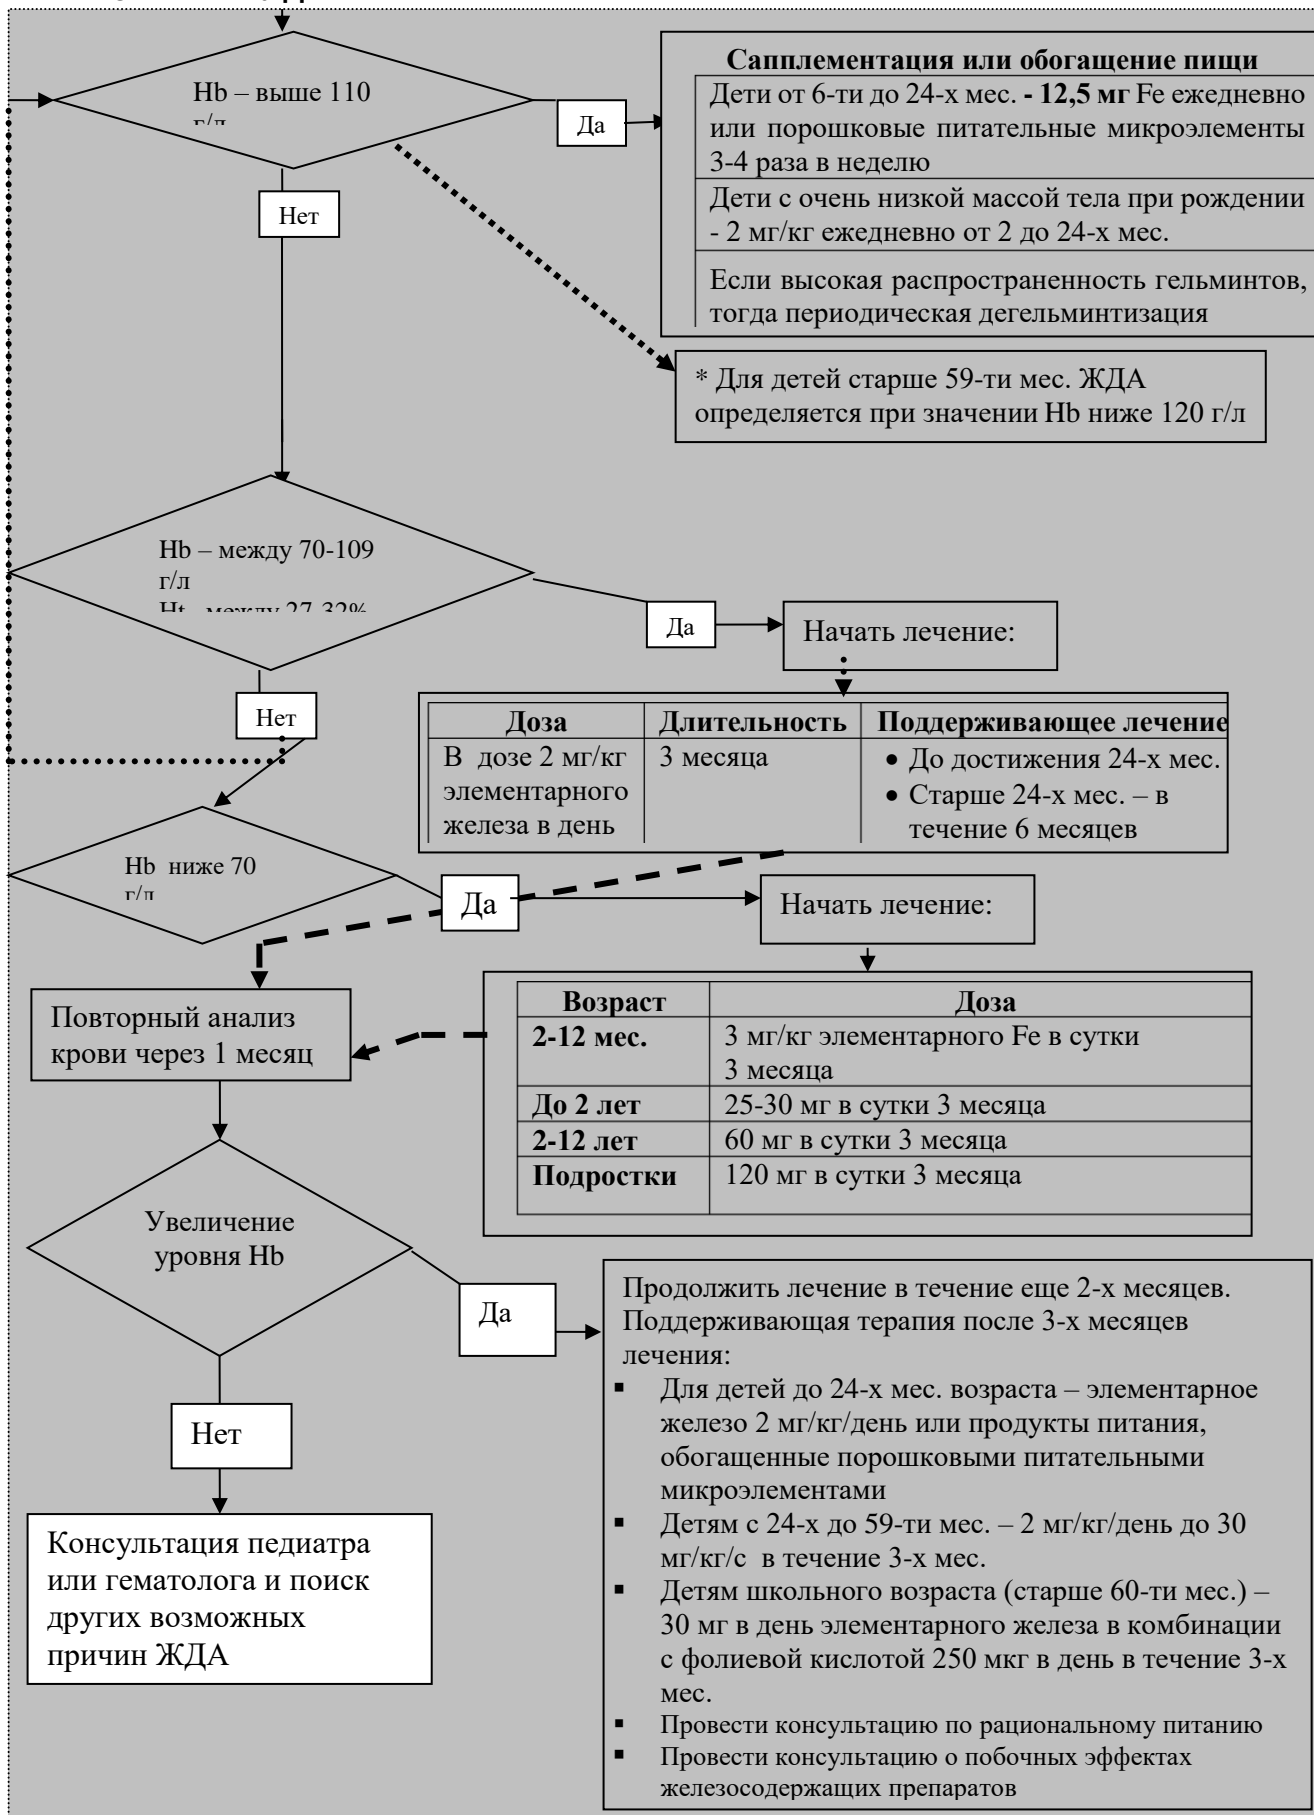 Hb – выше 110
г/л
Да
Нет
Сапплементация или обогащение пищи
Дети от 6-ти до 24-х мес. - 12,5 мг Fe ежедневно
или порошковые питательные микроэлементы
3-4 раза в неделю
Дети с очень низкой массой тела при рождении
- 2 мг/кг ежедневно от 2 до 24-х мес.
Если высокая распространенность гельминтов,
тогда периодическая дегельминтизация
* Для детей старше 59-ти мес. ЖДА
определяется при значении Hb ниже 120 г/л
Hb – между 70-109
г/л
Ht – между 27-32%
Да
Начать лечение:
Нет
Доза Длительность Поддерживающее лечение
В дозе 2 мг/кг 3 месяца • До достижения 24-х мес.
элементарного • Старше 24-х мес. – в
железа в день течение 6 месяцев
Hb ниже 70
г/л
Да
Начать лечение:
Возраст Доза
2-12 мес. 3 мг/кг элементарного Fe в сутки
3 месяца
До 2 лет 25-30 мг в сутки 3 месяца
2-12 лет 60 мг в сутки 3 месяца
Подростки 120 мг в сутки 3 месяца
Повторный анализ
крови через 1 месяц
Увеличение
уровня Hb
Да
Нет
Продолжить лечение в течение еще 2-х месяцев.
Поддерживающая терапия после 3-х месяцев
лечения:
▪ Для детей до 24-х мес. возраста – элементарное
железо 2 мг/кг/день или продукты питания,
обогащенные порошковыми питательными
микроэлементами
▪ Детям с 24-х до 59-ти мес. – 2 мг/кг/день до 30
мг/кг/с в течение 3-х мес.
▪ Детям школьного возраста (старше 60-ти мес.) –
30 мг в день элементарного железа в комбинации
с фолиевой кислотой 250 мкг в день в течение 3-х
мес.
▪ Провести консультацию по рациональному питанию
▪ Провести консультацию о побочных эффектах
железосодержащих препаратов
Консультация педиатра
или гематолога и поиск
других возможных
причин ЖДА